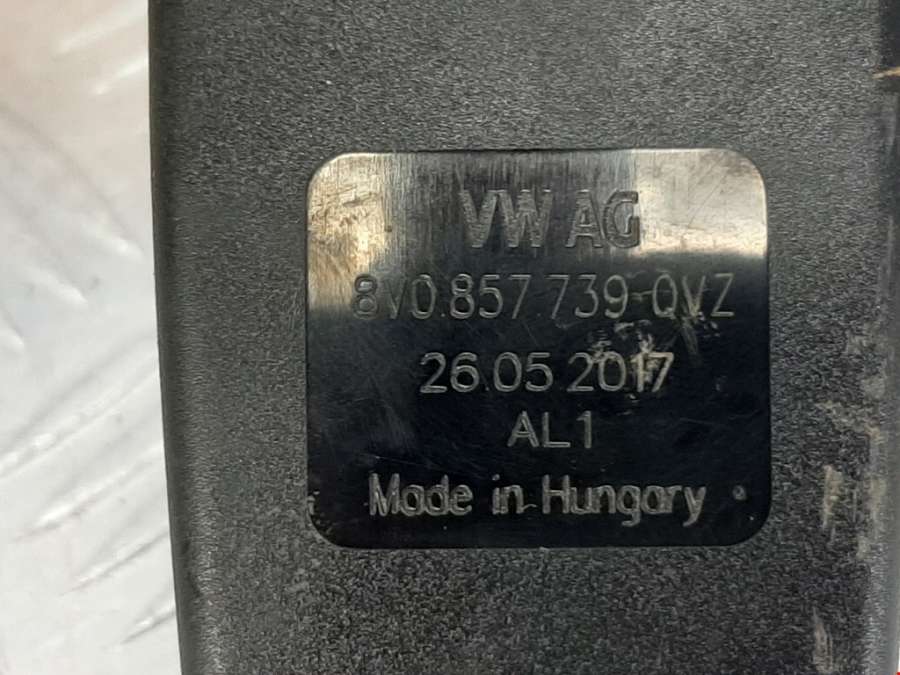 VW AG
8V0.857.739 QVZ
26.05.2017
AL1
Made in Hungary